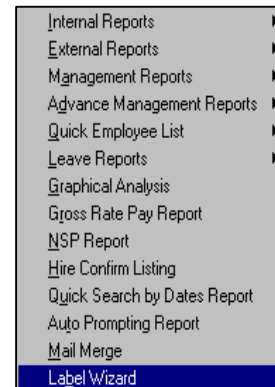 Internal Reports
External Reports
Management Reports
Advance Management Reports
Quick Employee List
Leave Reports
Graphical Analysis
Gross Rate Pay Report
NSP Report
Hire Confirm Listing
Quick Search by Dates Report
Auto Prompting Report
Mail Merge
Label Wizard